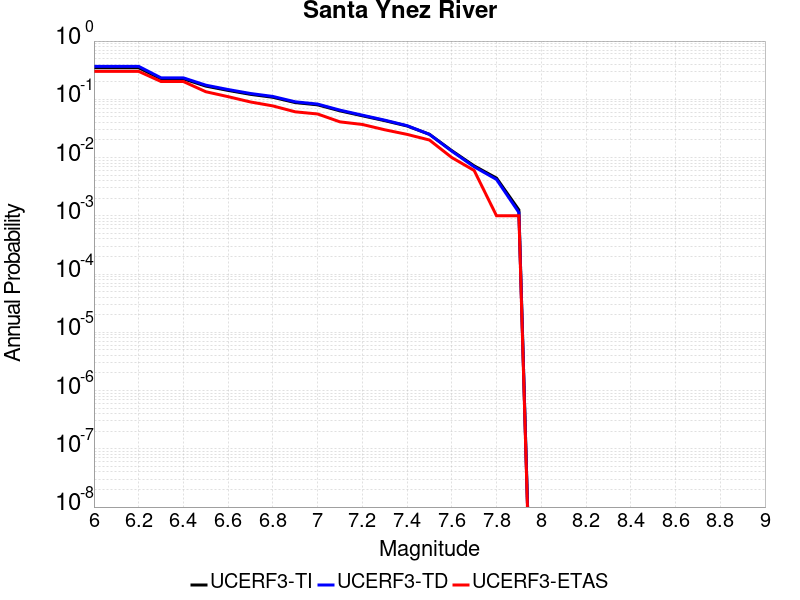 Santa Ynez River
10^0
10^-1
10^-2
10^-3
10^-4
10^-5
10^-6
10^-7
10^-8
Annual Probability
6 6.2 6.4 6.6 6.8 7 7.2 7.4 7.6 7.8 8 8.2 8.4 8.6 8.8 9
Magnitude
UCERF3-TI UCERF3-TD UCERF3-ETAS